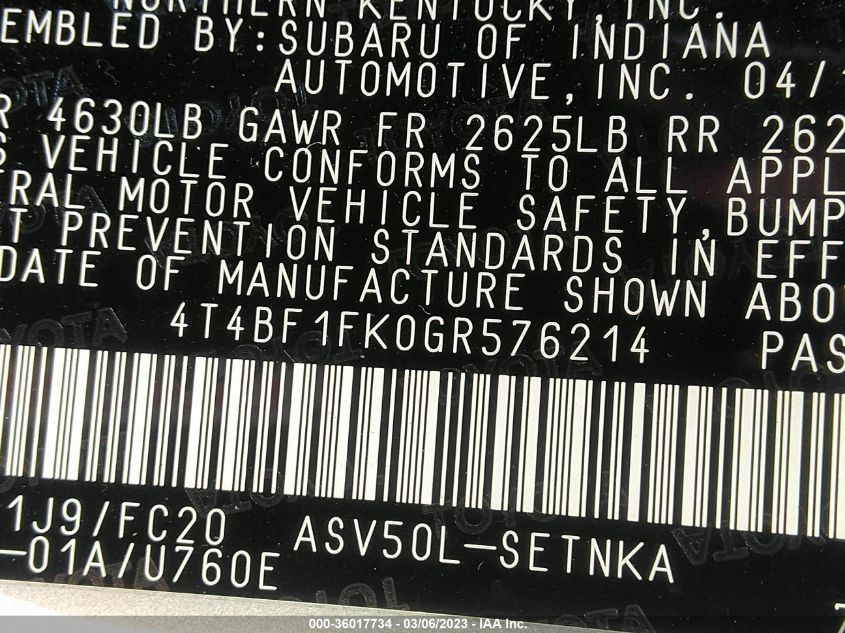 NORTHERN KENTUCKY, INC.
EMBLED BY: SUBARU OF INDIANA
AUTOMOTIVE, INC. 04/1
R 4630LB GAWR FR 2625LB RR 262
S VEHICLE CONFORMS TO ALL APPL
ERAL MOTOR VEHICLE SAFETY, BUMP
T PREVENTION STANDARDS IN EFF
DATE OF MANUFACTURE SHOWN ABO
4T4BF1FK0GR576214 PAS
1J9/FC20 ASV50L-SETNKA
-01A/U760E
000-36017734 - 03/06/2023 - IAA Inc.